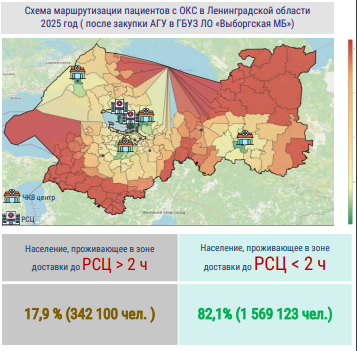 Схема маршрутизации пациентов с ОКС в Ленинградской области
2025 год ( после закупки АГУ в ГБУЗ ЛО «Выборгская МБ»)
ЧКВ центр
РСЦ
Население, проживающее в зоне
доставки до РСЦ > 2 ч
Население, проживающее в зоне
доставки до РСЦ < 2 ч
17,9 % (342 100 чел. )
82,1% (1 569 123 чел.)